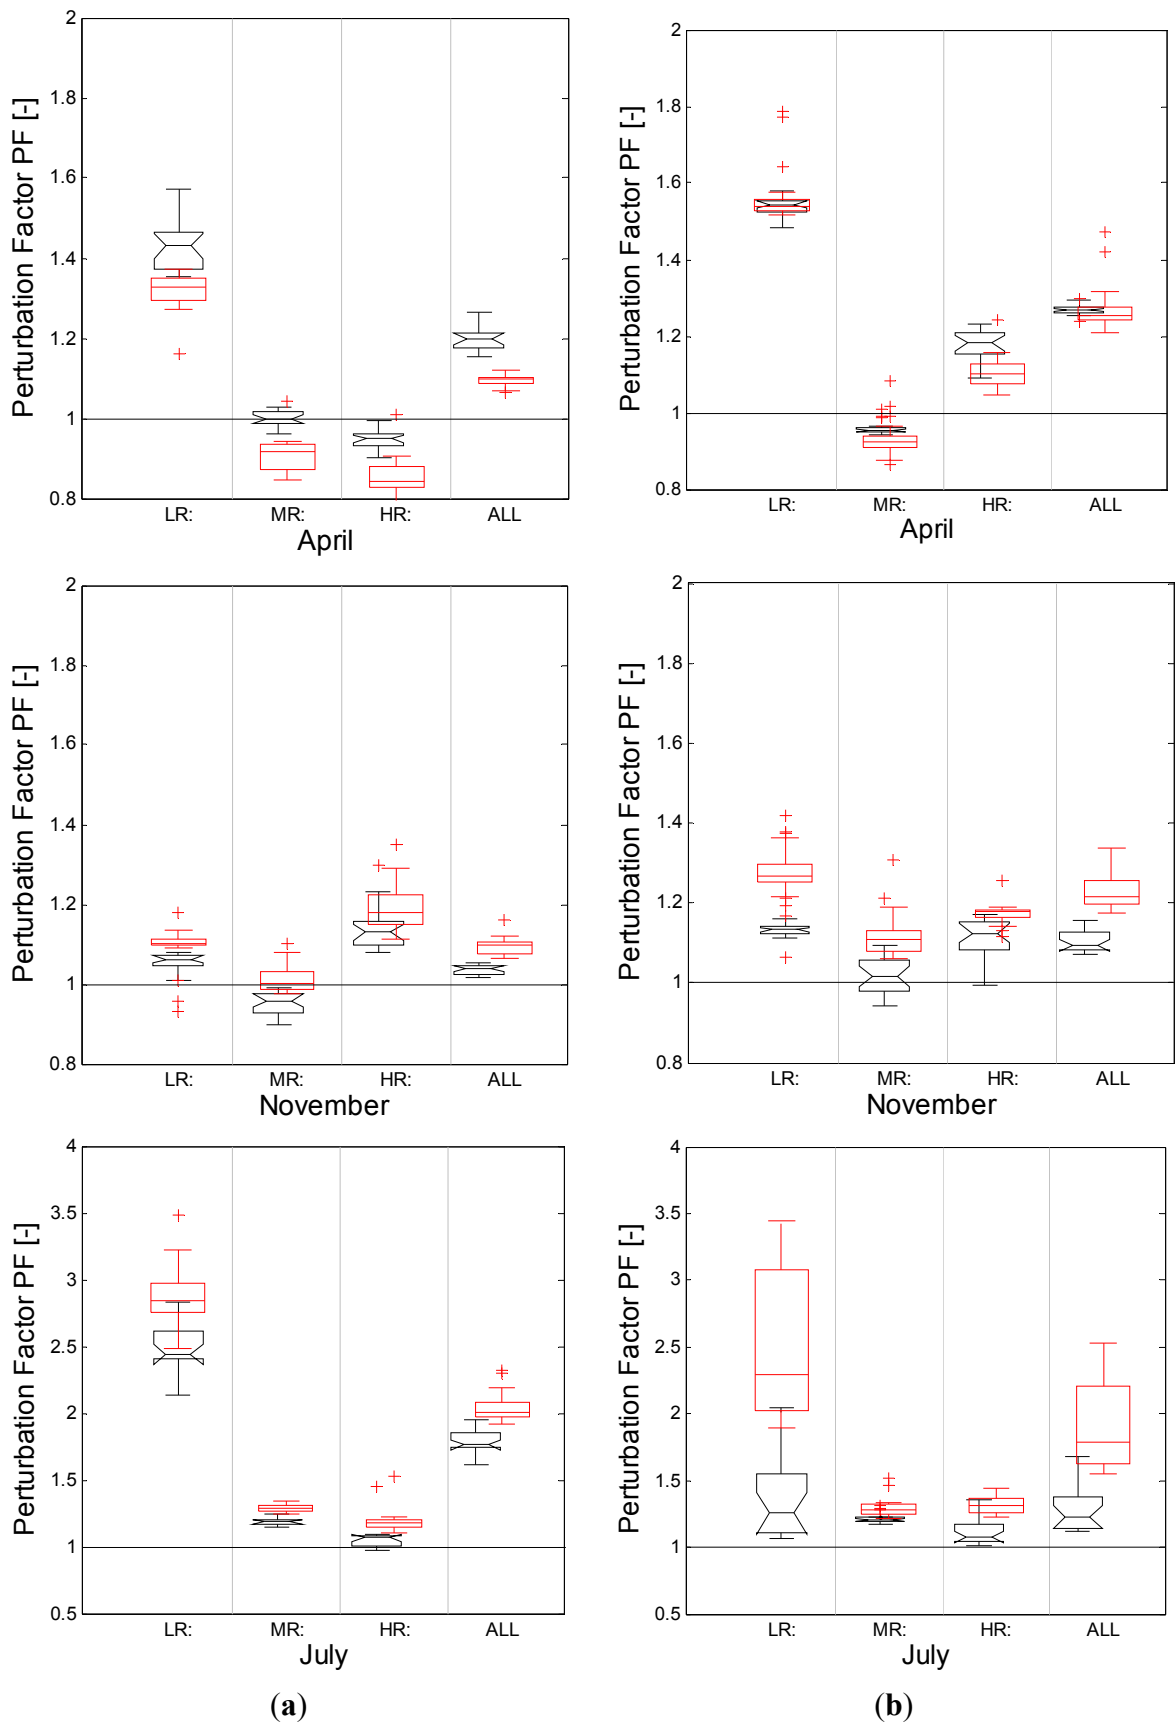 Perturbation Factor PF [-]
2
1.8
1.6
1.4
1.2
1
0.8
LR: MR: HR: ALL
April
Perturbation Factor PF [-]
2
1.8
1.6
1.4
1.2
1
0.8
LR: MR: HR: ALL
April
Perturbation Factor PF [-]
2
1.8
1.6
1.4
1.2
1
0.8
LR: MR: HR: ALL
November
Perturbation Factor PF [-]
2
1.8
1.6
1.4
1.2
1
0.8
LR: MR: HR: ALL
November
Perturbation Factor PF [-]
4
3.5
3
2.5
2
1.5
1
0.5
LR: MR: HR: ALL
July
(a)
Perturbation Factor PF [-]
4
3.5
3
2.5
2
1.5
1
0.5
LR: MR: HR: ALL
July
(b)